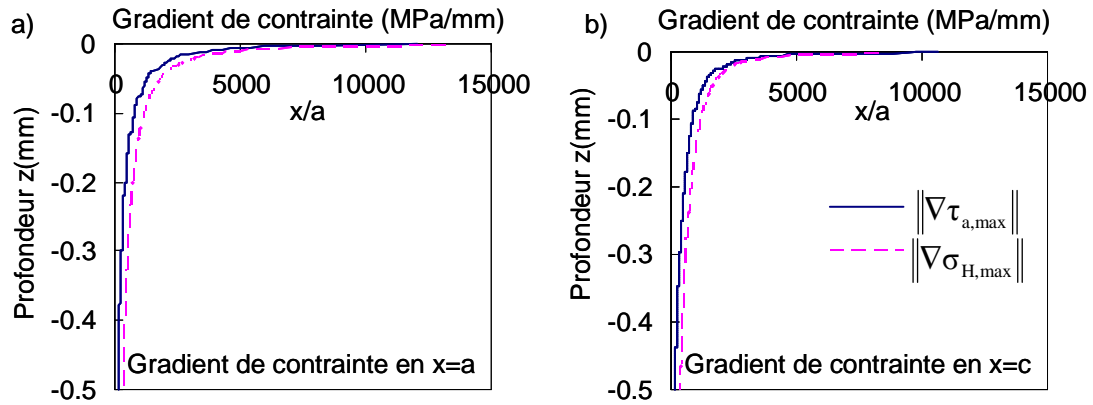 a)
Gradient de contrainte (MPa/mm)
0 5000 10000 15000
x/a
0
-0.1
-0.2
-0.3
-0.4
-0.5
Profondeur z(mm)
Gradient de contrainte en x=a
b)
Gradient de contrainte (MPa/mm)
0 5000 10000 15000
x/a
0
-0.1
-0.2
-0.3
-0.4
-0.5
Profondeur z(mm)
‖∇τa,max‖
‖∇σH,max‖
Gradient de contrainte en x=c